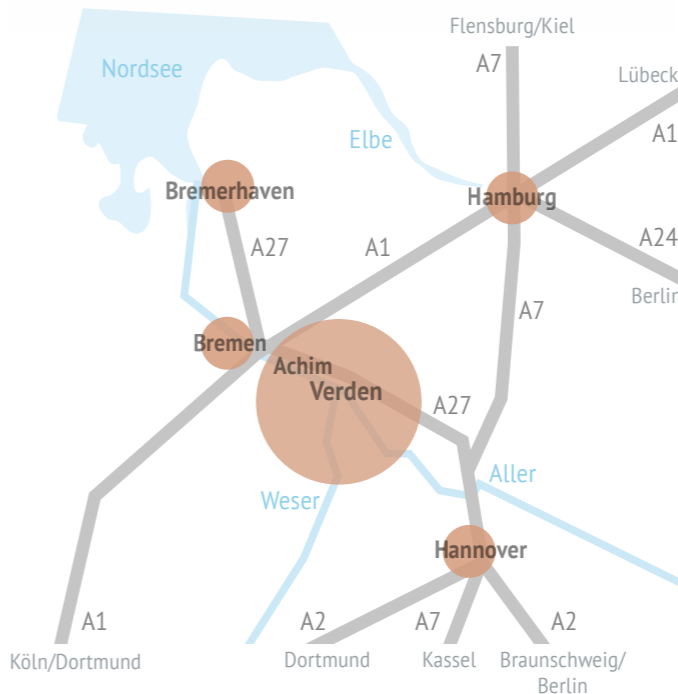 Flensburg/Kiel
Nordsee
A7
Lübeck
A1
Elbe
Bremerhaven
Hamburg
A27
A1
A24
Berlin
A7
Bremen
Achim
Verden
A27
Aller
Weser
Hannover
A1
A2
A7
A2
Köln/Dortmund
Dortmund
Kassel
Braunschweig/
Berlin